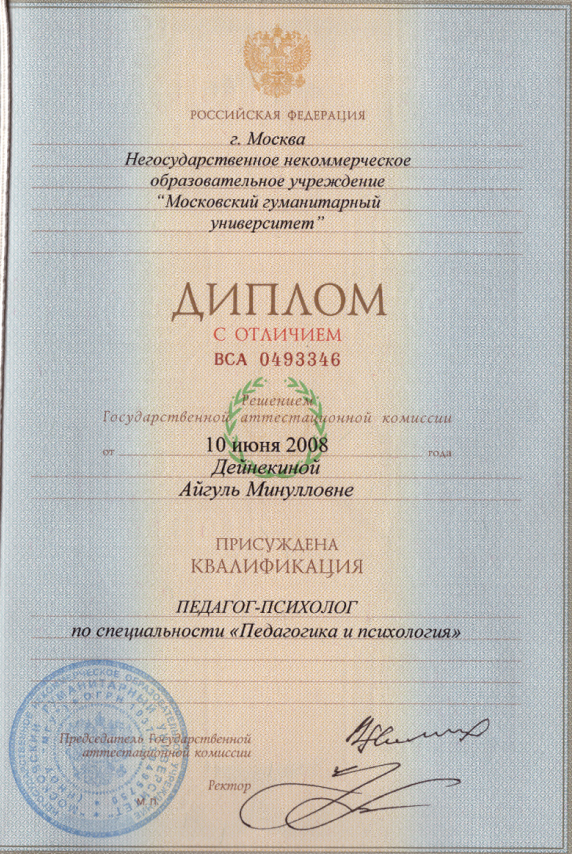 РОССИЙСКАЯ ФЕДЕРАЦИЯ
г. Москва
Негосударственное некоммерческое
образовательное учреждение
“Московский гуманитарный
университет”
ДИПЛОМ
С ОТЛИЧИЕМ
ВСА 0493346
Решением
Государственной аттестационной комиссии
от 10 июня 2008 года
Дейнекиной
Айгуль Минулловне
ПРИСУЖДЕНА
КВАЛИФИКАЦИЯ
ПЕДАГОГ-ПСИХОЛОГ
по специальности «Педагогика и психология»
Председатель Государственной
аттестационной комиссии
Ректор
М.П.